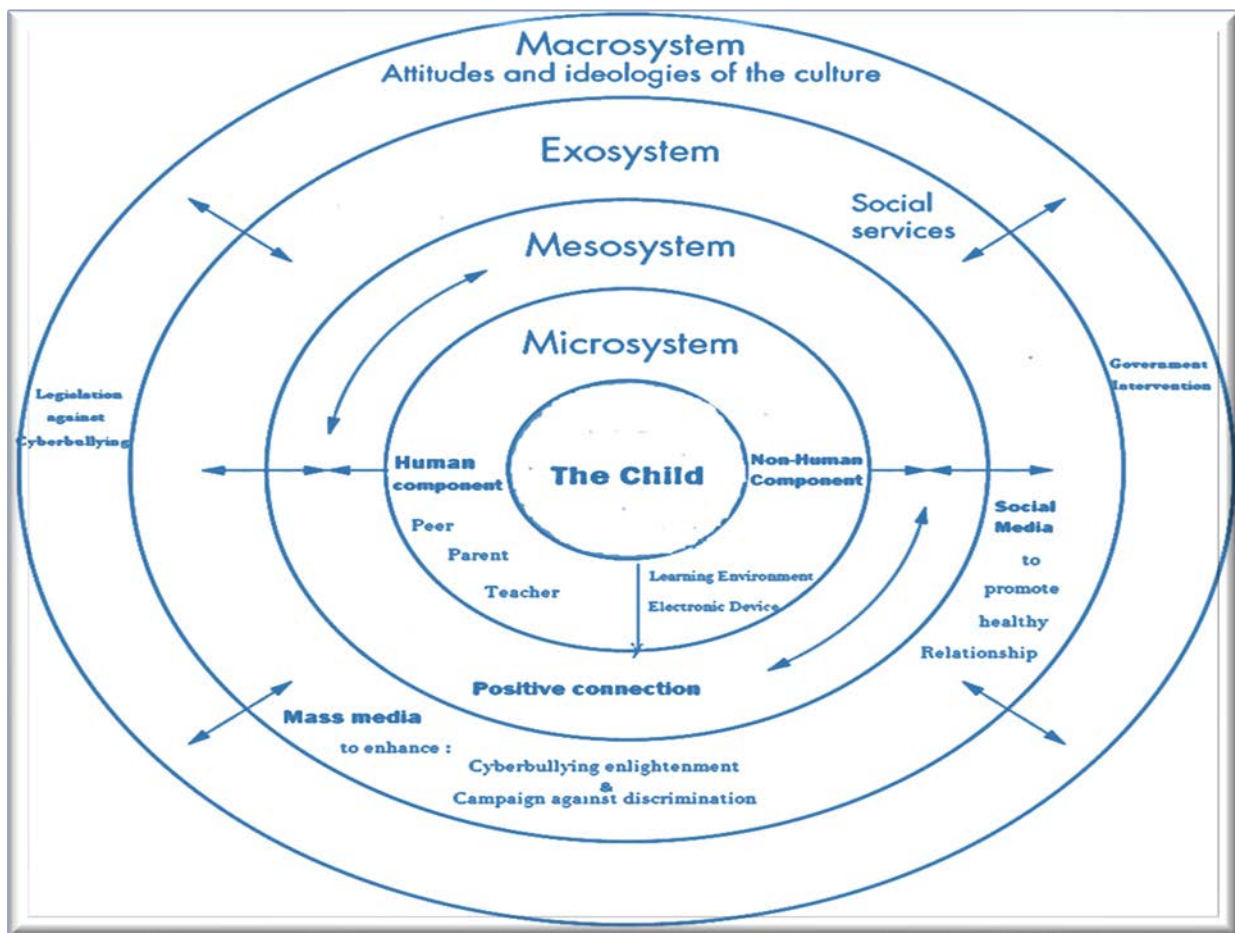 Macrosystem
Attitudes and ideologies of the culture
Exosystem
Social
services
Mesosystem
Microsystem
Legislation
against
Cyberbullying
Government
Intervention
Human
component
The Child
Non-Human
Component
Peer
Parent
Teacher
Learning Environment
Electronic Device
Social
Media
to
promote
healthy
Relationship
Positive connection
Mass media
to enhance :
Cyberbullying enlightenment
&
Campaign against discrimination